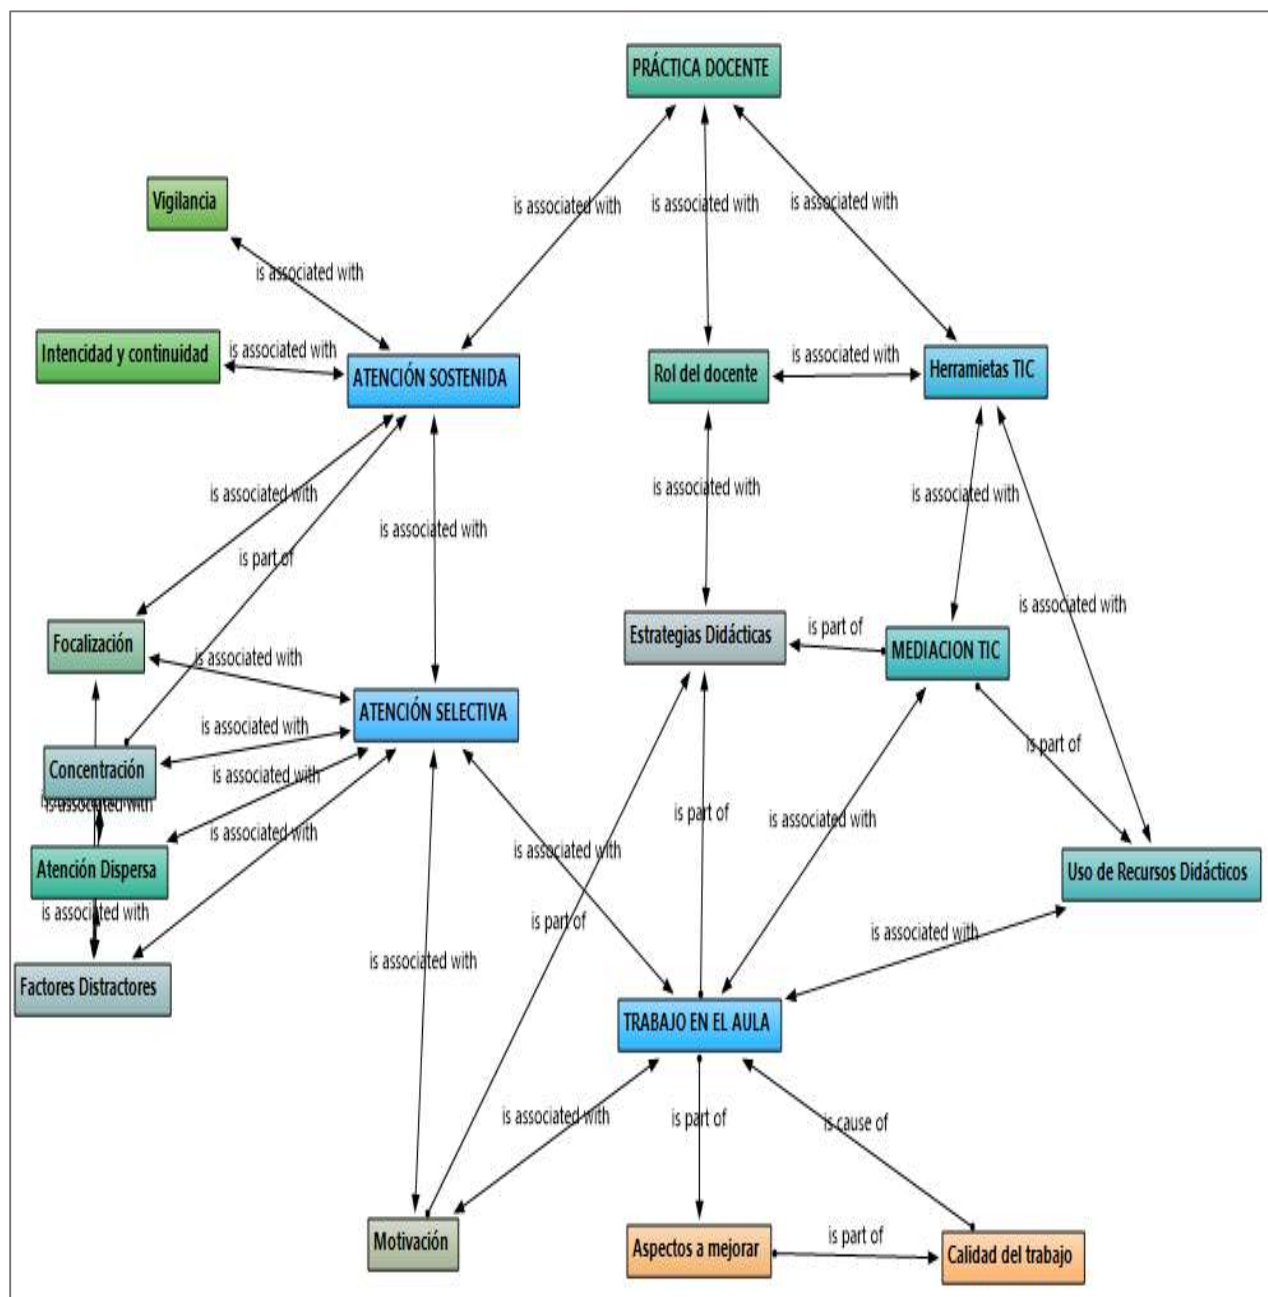 PRÁCTICA DOCENTE
Vigilancia
is associated with
is associated with
is associated with
is associated with
Intencidad y continuidad
is associated with
ATENCIÓN SOSTENIDA
Rol del docente
is associated with
Herramietas TIC
is associated with
is part of
is associated with
is associated with
is associated with
is associated with
Focalización
is associated with
Estrategias Didácticas
is part of
MEDIACION TIC
ATENCIÓN SELECTIVA
is associated with
Concentración
is associated with
is associated with
is part of
is associated with
is associated with
is part of
is associated with
Atención Dispersa
is associated with
Uso de Recursos Didácticos
is associated with
is part of
is associated with
is associated with
Factores Distractores
TRABAJO EN EL AULA
is associated with
is part of
is cause of
Motivación
Aspectos a mejorar
is part of
Calidad del trabajo